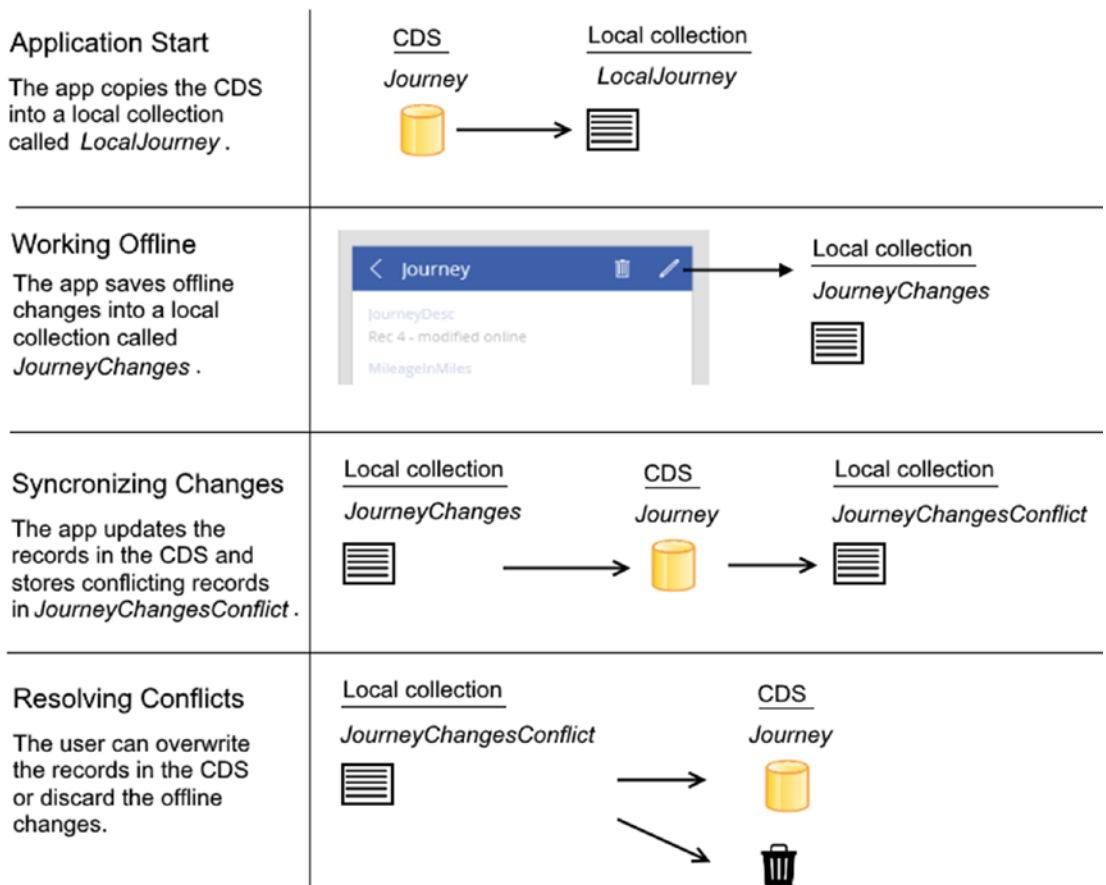 Application Start
The app copies the CDS
into a local collection
called LocalJourney.
CDS
Journey
Local collection
LocalJourney
Working Offline
The app saves offline
changes into a local
collection called
JourneyChanges.
Journey
JourneyDesc
Rec 4 - modified online
MileageInMiles
Local collection
JourneyChanges
Syncronizing Changes
The app updates the
records in the CDS and
stores conflicting records
in JourneyChangesConflict.
Local collection
JourneyChanges
CDS
Journey
Local collection
JourneyChangesConflict
Resolving Conflicts
The user can overwrite
the records in the CDS
or discard the offline
changes.
Local collection
JourneyChangesConflict
CDS
Journey